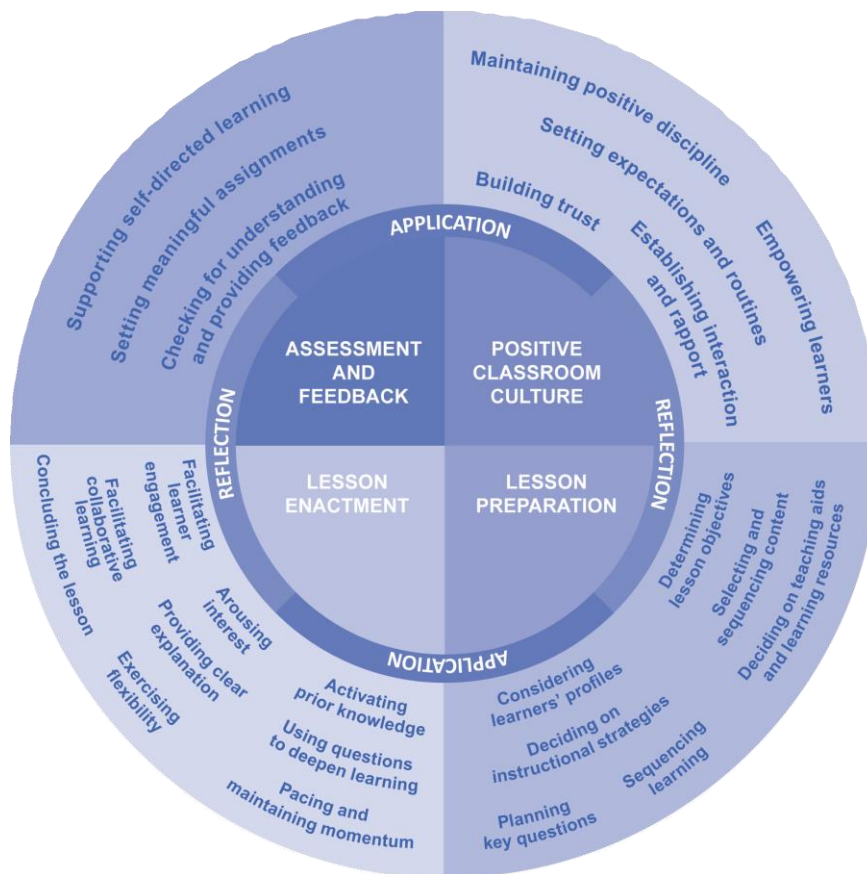 Supporting self-directed learning
Setting meaningful assignments
Checking for understanding
and providing feedback
Maintaining positive discipline
Setting expectations and routines
Building trust
Establishing interaction
and rapport
Empowering learners
APPLICATION
REFLECTION
REFLECTION
APPLICATION
ASSESSMENT
AND
FEEDBACK
POSITIVE
CLASSROOM
CULTURE
LESSON
ENACTMENT
LESSON
PREPARATION
Concluding the lesson
Facilitating
collaborative
learning
Facilitating
learner
engagement
Arousing
interest
Providing clear
explanation
Exercising
flexibility
Activating
prior knowledge
Using questions
to deepen learning
Pacing and
maintaining momentum
Determining
lesson objectives
Selecting and
sequencing content
Deciding on teaching aids
and learning resources
Considering
learners' profiles
Deciding on
instructional strategies
Sequencing
learning
Planning
key questions